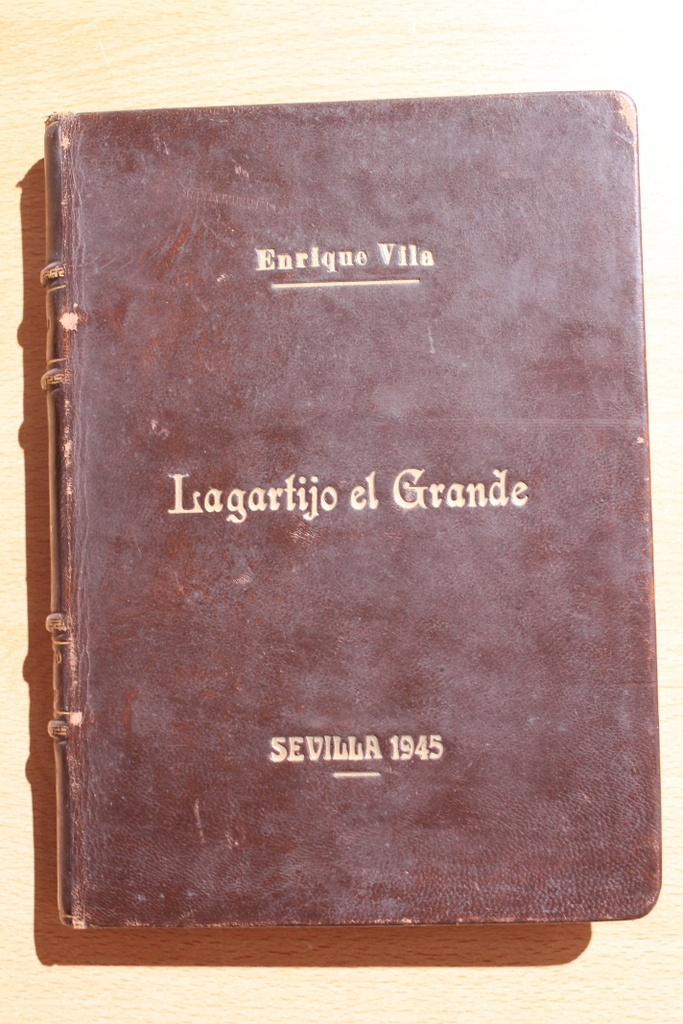 Enrique Vila
Lagartijo el Grande
SEVILLA 1945